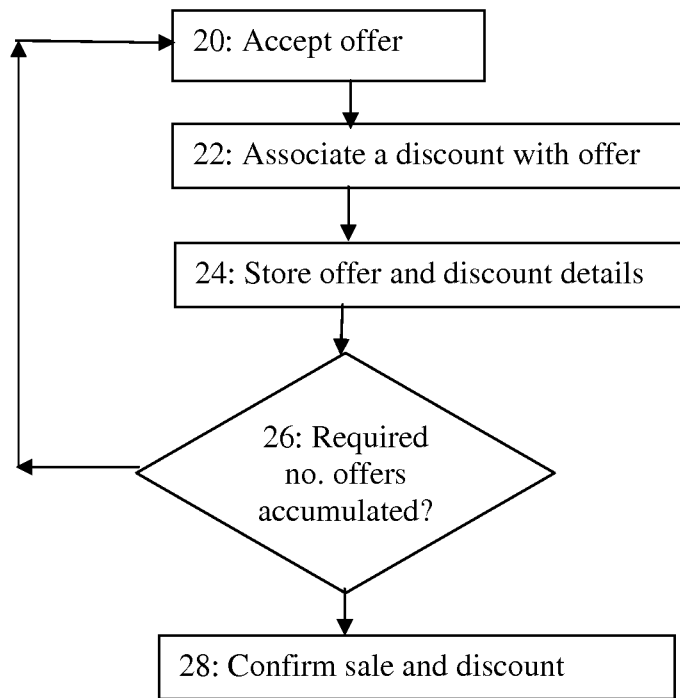 20: Accept offer
22: Associate a discount with offer
24: Store offer and discount details
26: Required
no. offers
accumulated?
28: Confirm sale and discount